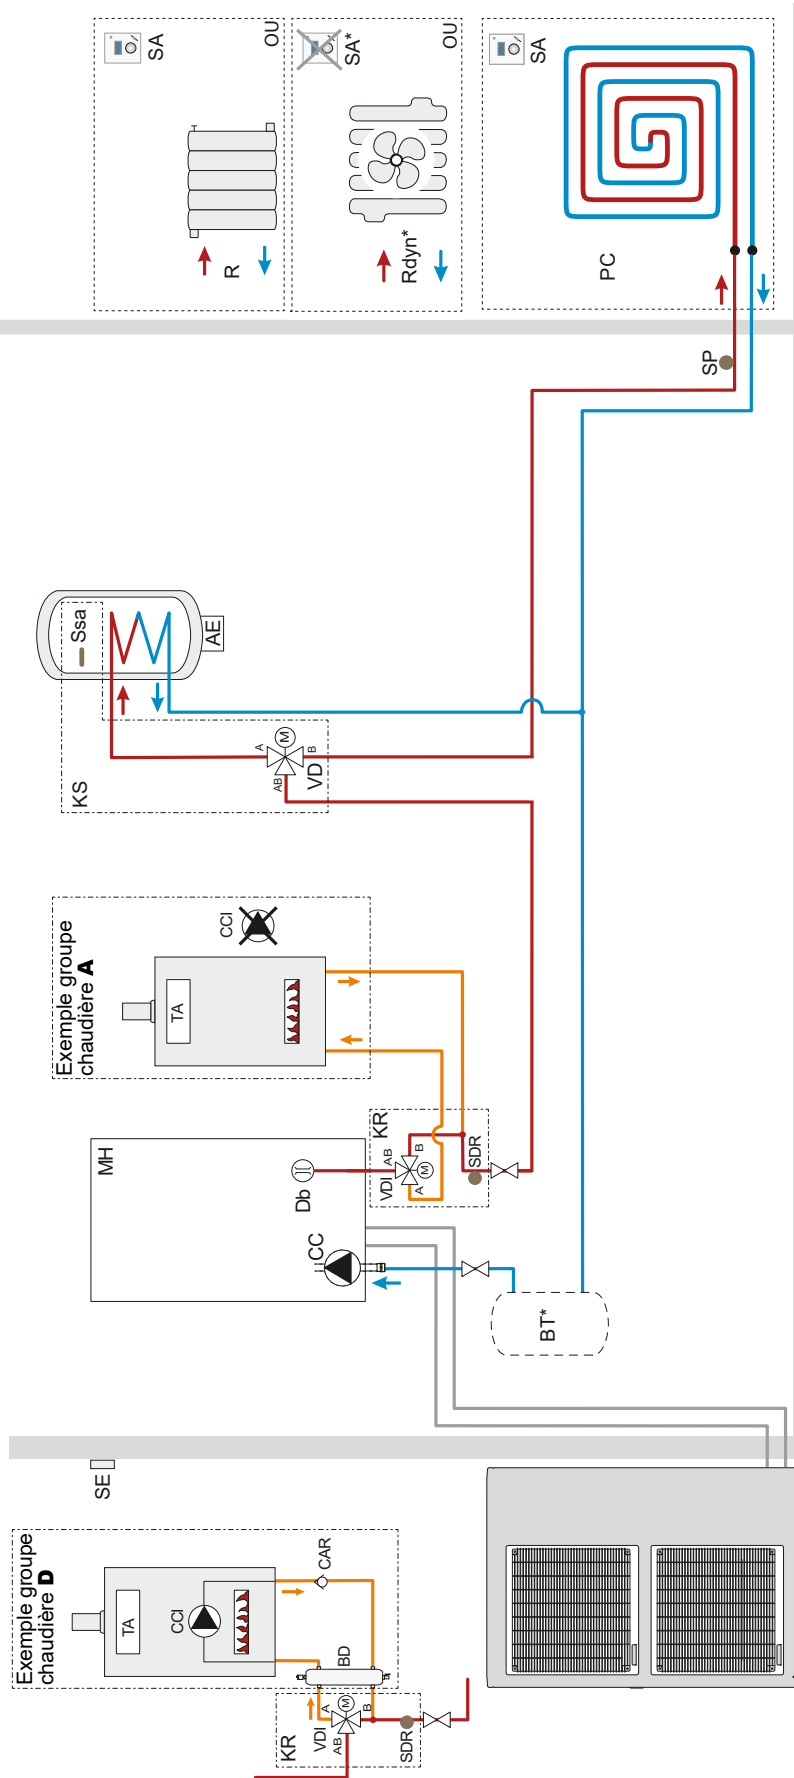 Exemple groupe
chaudière D
TA
CCI
CAR
BD
KR
VDI
A
M
AB
B
SDR
SE
MH
Db
CC
KR
VDI
AB
B
A
M
SDR
BT*
Exemple groupe
chaudière A
TA
CCI
KS
Ssa
AE
A
M
AB
B
VD
SP
SA
R
OU
SA*
Rdyn*
OU
SA
PC